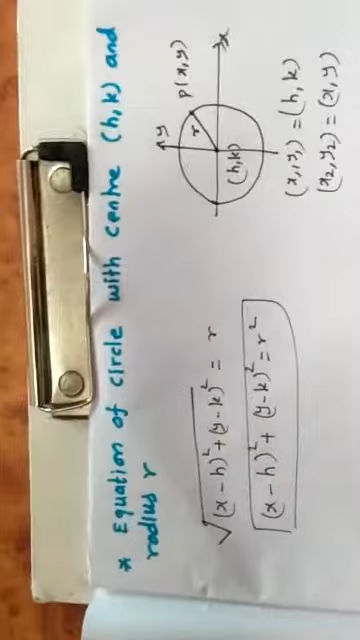 * Equation of circle with centre (h,k) and
radius r
√(x-h)²+(y-k)² = r
(x-h)²+(y-k)²=r²
y
P(x,y)
r
x
(h,k)
(x₁,y₁)=(h,k)
(x₂,y₂)=(x,y)